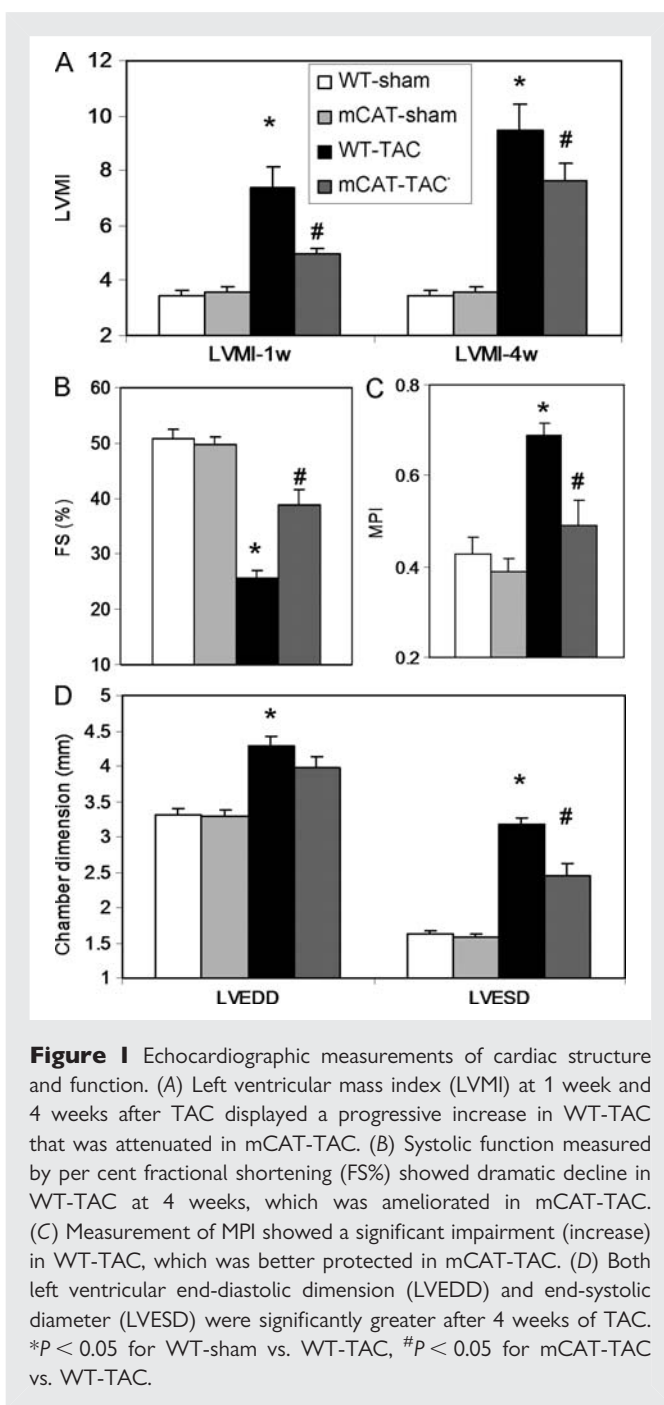 A
12
10
8
6
4
2
LVMI
WT-sham
mCAT-sham
WT-TAC
mCAT-TAC
*
#
*
#
LVMI-1w
LVMI-4w
B
60
50
40
30
20
10
FS (%)
*
#
C
0.8
0.6
0.4
0.2
MPI
*
#
D
5
4.5
4
3.5
3
2.5
2
1.5
1
Chamber dimension (mm)
*
*
#
LVEDD
LVESD
Figure 1 Echocardiographic measurements of cardiac structure
and function. (A) Left ventricular mass index (LVMI) at 1 week and
4 weeks after TAC displayed a progressive increase in WT-TAC
that was attenuated in mCAT-TAC. (B) Systolic function measured
by per cent fractional shortening (FS%) showed dramatic decline in
WT-TAC at 4 weeks, which was ameliorated in mCAT-TAC.
(C) Measurement of MPI showed a significant impairment (increase)
in WT-TAC, which was better protected in mCAT-TAC. (D) Both
left ventricular end-diastolic dimension (LVEDD) and end-systolic
diameter (LVESD) were significantly greater after 4 weeks of TAC.
*P < 0.05 for WT-sham vs. WT-TAC, #P < 0.05 for mCAT-TAC
vs. WT-TAC.